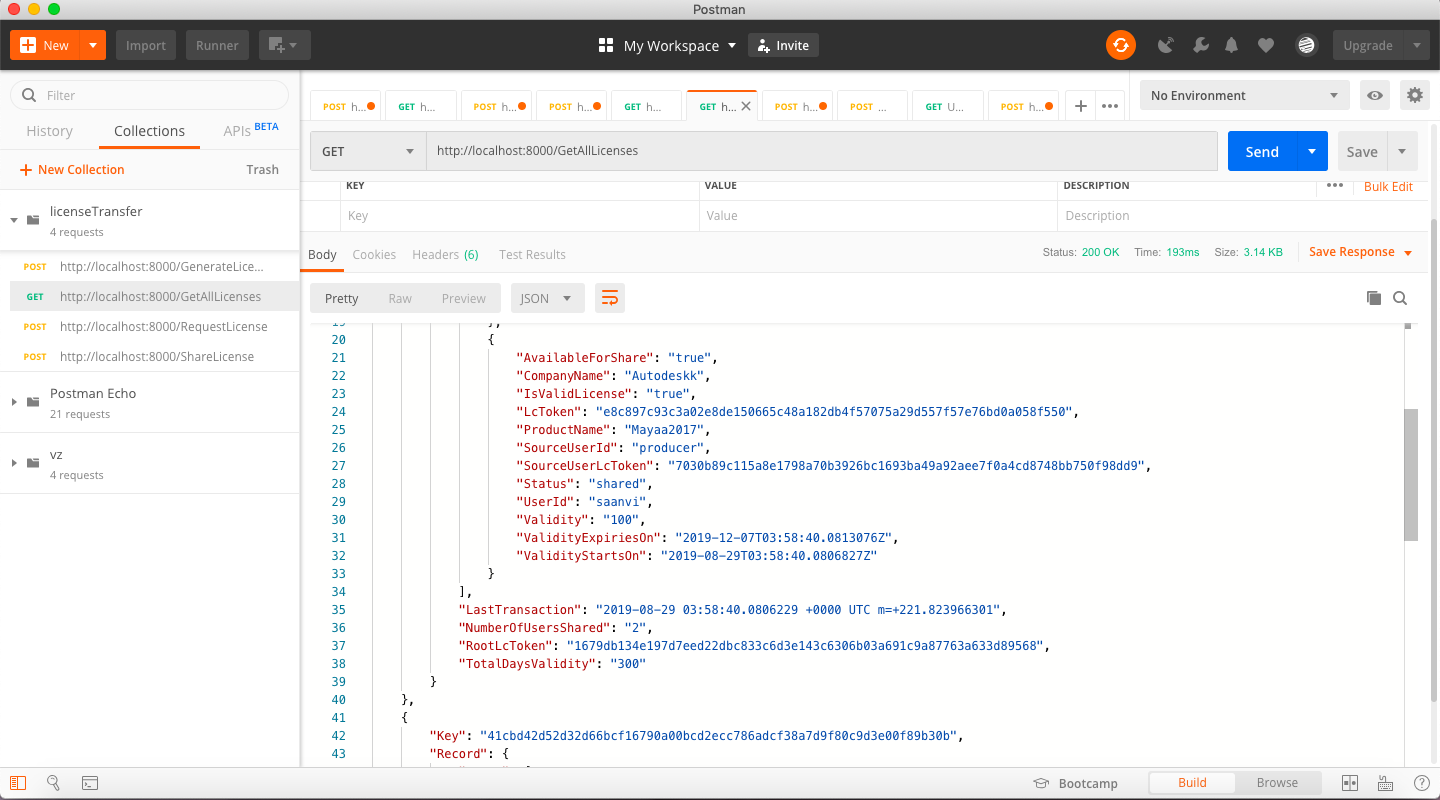 Postman
New
Import
Runner
My Workspace
Invite
Upgrade
Filter
History
Collections
APIs BETA
New Collection
Trash
licenseTransfer
4 requests
POST http://localhost:8000/GenerateLice...
GET http://localhost:8000/GetAllLicenses
POST http://localhost:8000/RequestLicense
POST http://localhost:8000/ShareLicense
Postman Echo
21 requests
vz
4 requests
POST h...
GET h...
POST h...
POST h...
GET h...
GET h...
POST h...
POST ...
GET U...
POST h...
No Environment
GET
http://localhost:8000/GetAllLicenses
Send
Save
KEY VALUE DESCRIPTION
Bulk Edit
Key Value Description
Body Cookies Headers (6) Test Results
Status: 200 OK Time: 193ms Size: 3.14 KB
Save Response
Pretty Raw Preview JSON
19 },
20 {
21 "AvailableForShare": "true",
22 "CompanyName": "Autodeskk",
23 "IsValidLicense": "true",
24 "LcToken": "e8c897c93c3a02e8de150665c48a182db4f57075a29d557f57e76bd0a058f550",
25 "ProductName": "Mayaa2017",
26 "SourceUserId": "producer",
27 "SourceUserLcToken": "7030b89c115a8e1798a70b3926bc1693ba49a92aee7f0a4cd8748bb750f98dd9",
28 "Status": "shared",
29 "UserId": "saanvi",
30 "Validity": "100",
31 "ValidityExpiriesOn": "2019-12-07T03:58:40.0813076Z",
32 "ValidityStartsOn": "2019-08-29T03:58:40.0806827Z"
33 }
34 ],
35 "LastTransaction": "2019-08-29 03:58:40.0806229 +0000 UTC m=+221.823966301",
36 "NumberOfUsersShared": "2",
37 "RootLcToken": "1679db134e197d7eed22dbc833c6d3e143c6306b03a691c9a87763a633d89568",
38 "TotalDaysValidity": "300"
39 }
40 },
41 {
42 "Key": "41cbd42d52d32d66bcf16790a00bcd2ecc786adcf38a7d9f80c9d3e00f89b30b",
43 "Record": {
Bootcamp
Build
Browse